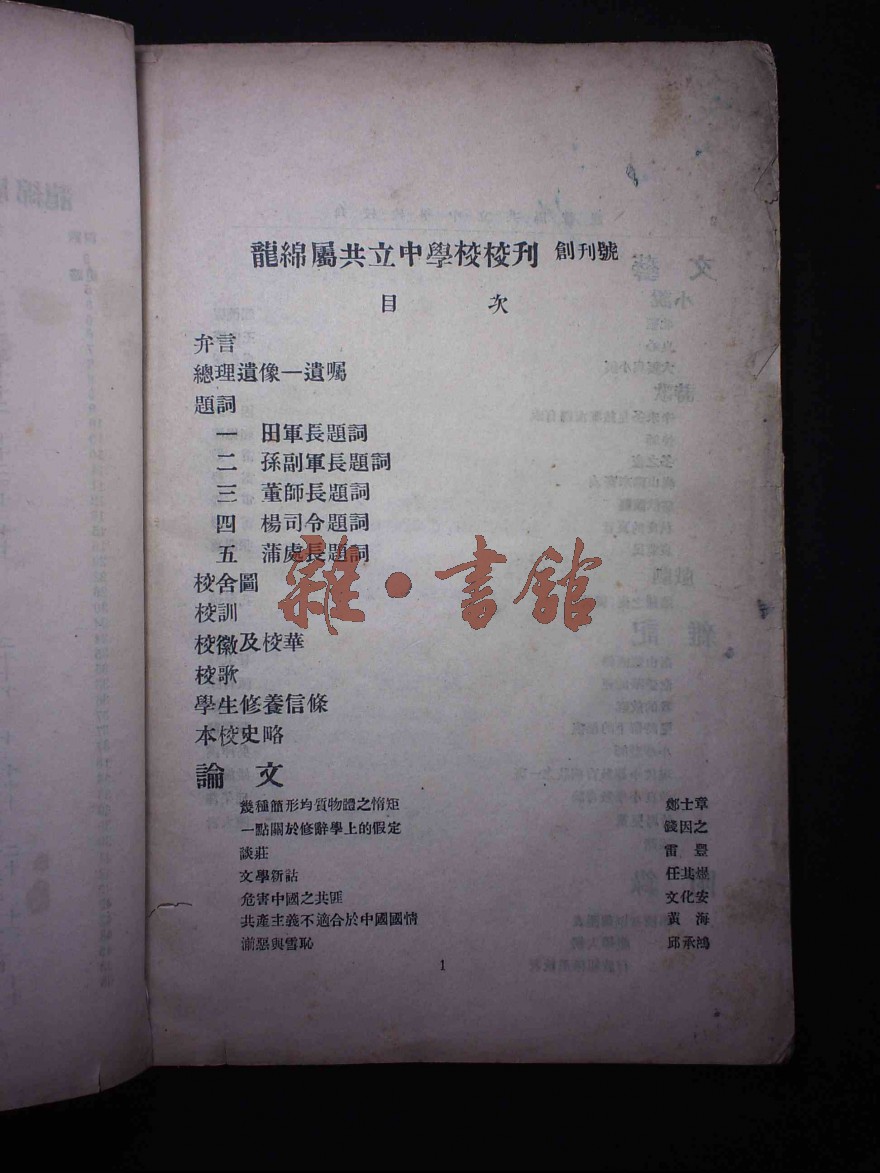 龍綿屬共立中學校校刊 創刊號
目 次
弁言
總理遺像—遺囑
題詞
一 田軍長題詞
二 孫副軍長題詞
三 董師長題詞
四 楊司令題詞
五 蒲處長題詞
雜·書館
校舍圖
校訓
校徽及校華
校歌
學生修養信條
本校史略
論 文
幾種簡形均质物體之惰矩 鄭士章
一點關於修辭學上的假定 錢因之
談莊 雷 豐
文學新詁 任其
危害中國之共匪 文化安
共產主義不適合於中國國情 黃 海
湔惡與雪恥 邱承鴻
1